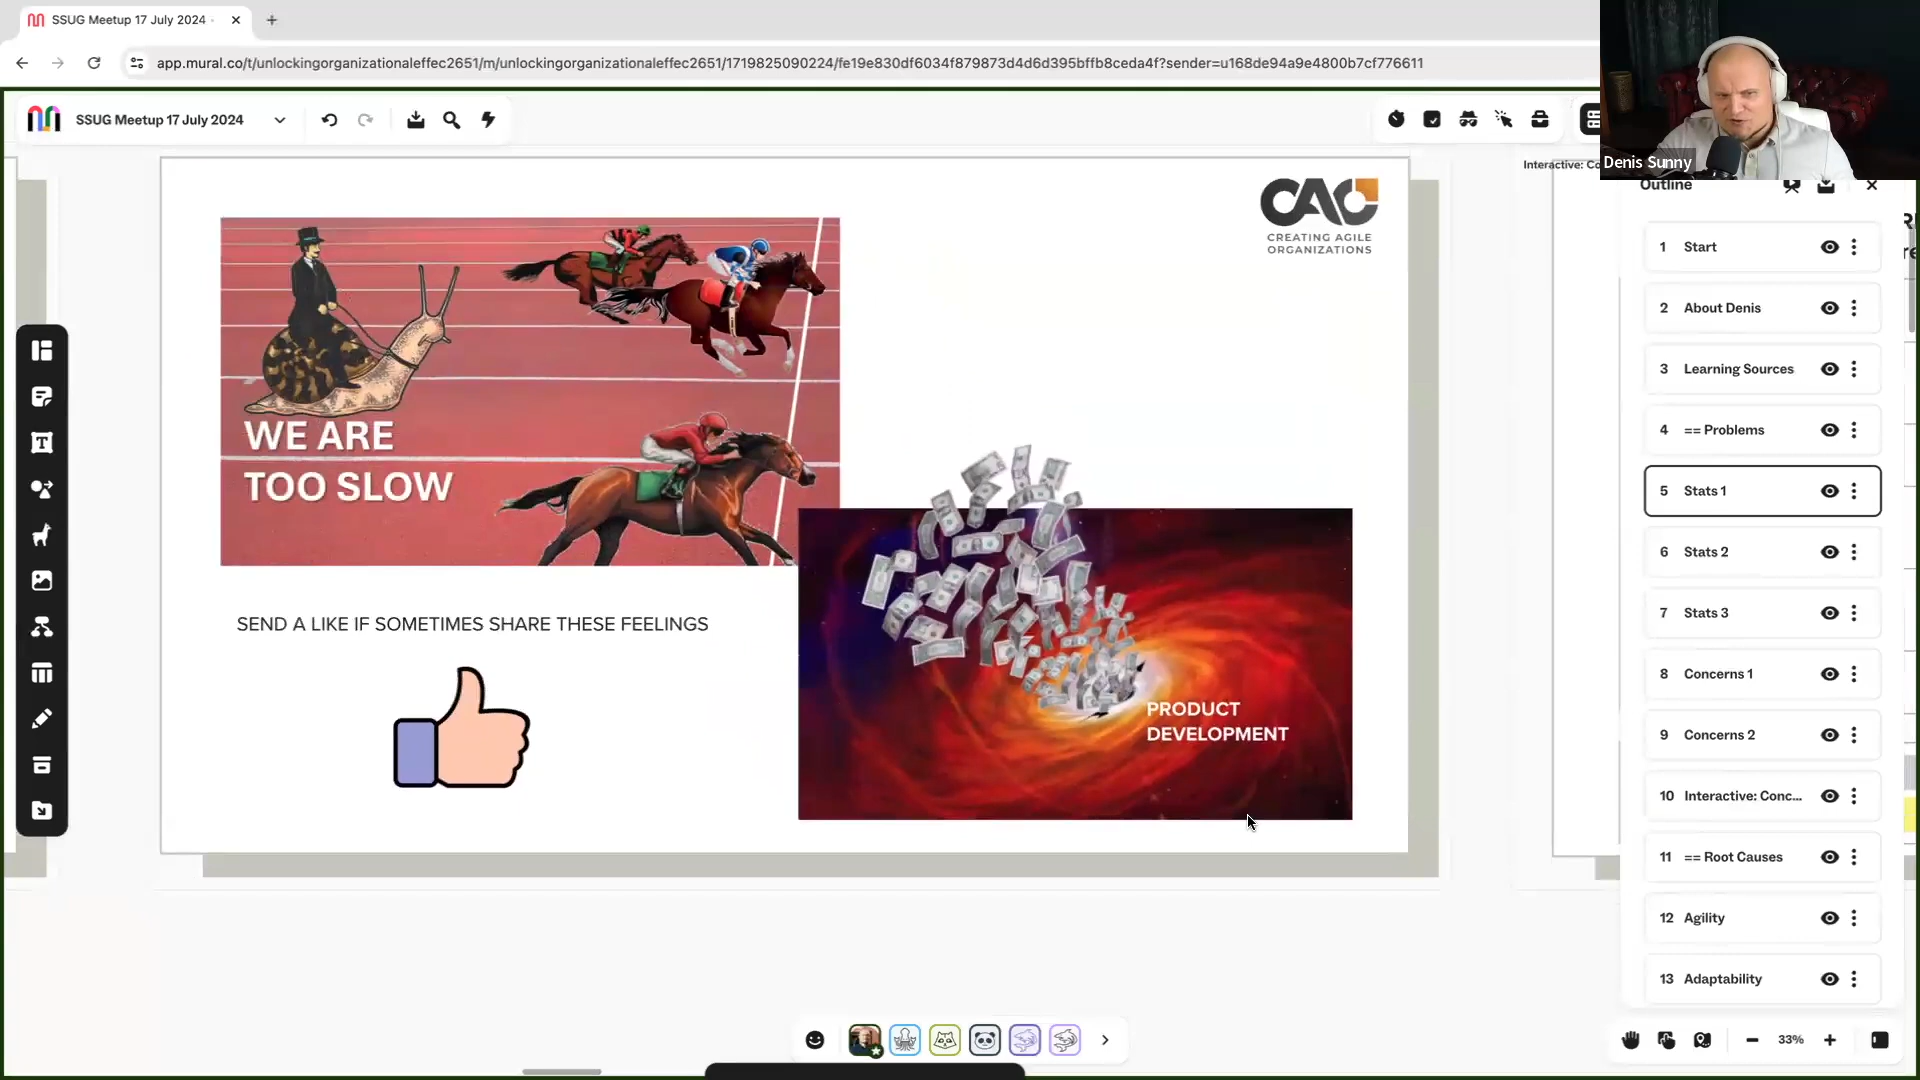 SSUG Meetup 17 July 2024 -
app.mural.co/t/unlockingorganizationaleffec2651/m/unlockingorganizationaleffec2651/1719825090224/fe19e830df6034f879873d4d6d395bffb8ceda4f?sender=u168de94a9e4800b7cf776611
SSUG Meetup 17 July 2024
Denis Sunny
Interactive: Co
Outline
CAO
CREATING AGILE
ORGANIZATIONS
WE ARE
TOO SLOW
SEND A LIKE IF SOMETIMES SHARE THESE FEELINGS
PRODUCT
DEVELOPMENT
1 Start
2 About Denis
3 Learning Sources
4 == Problems
5 Stats 1
6 Stats 2
7 Stats 3
8 Concerns 1
9 Concerns 2
10 Interactive: Conc...
11 == Root Causes
12 Agility
13 Adaptability
33%